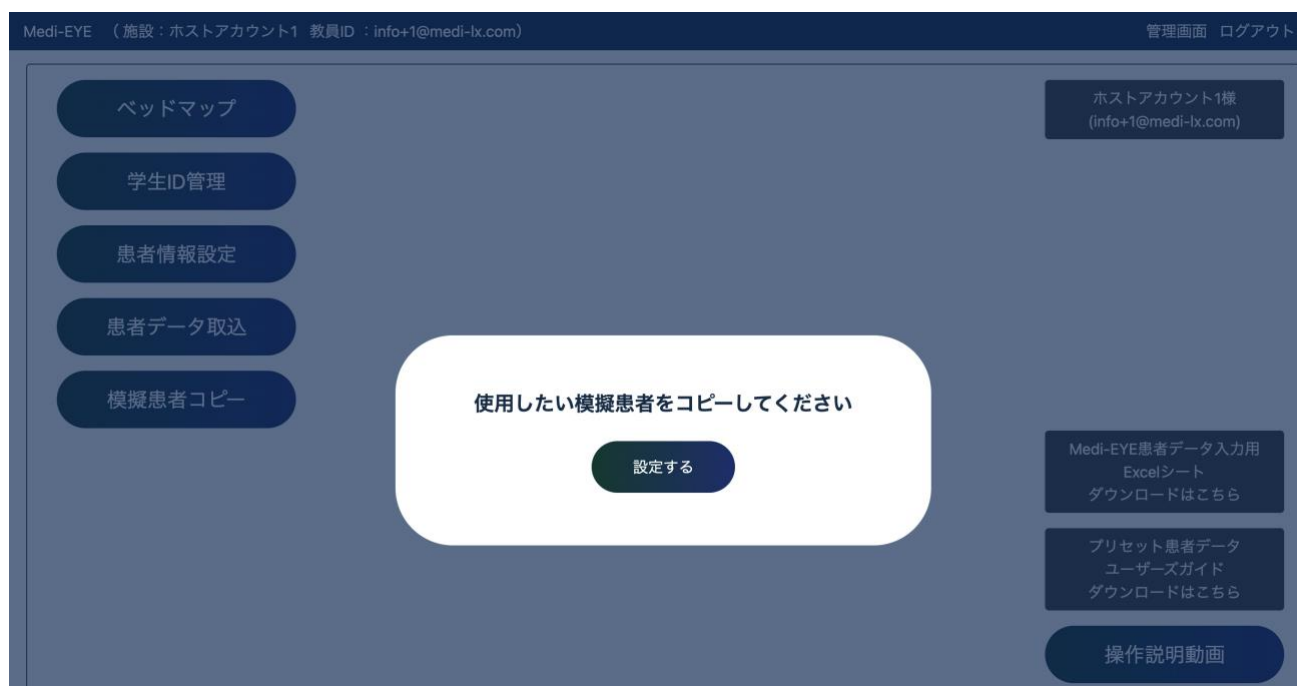 Medi-EYE （施設：ホストアカウント1 教員ID：info+1@medi-lx.com）
管理画面 ログアウト
ベッドマップ
学生ID管理
患者情報設定
患者データ取込
模擬患者コピー
ホストアカウント1様
(info+1@medi-lx.com)
使用したい模擬患者をコピーしてください
設定する
Medi-EYE患者データ入力用
Excelシート
ダウンロードはこちら
プリセット患者データ
ユーザーズガイド
ダウンロードはこちら
操作説明動画